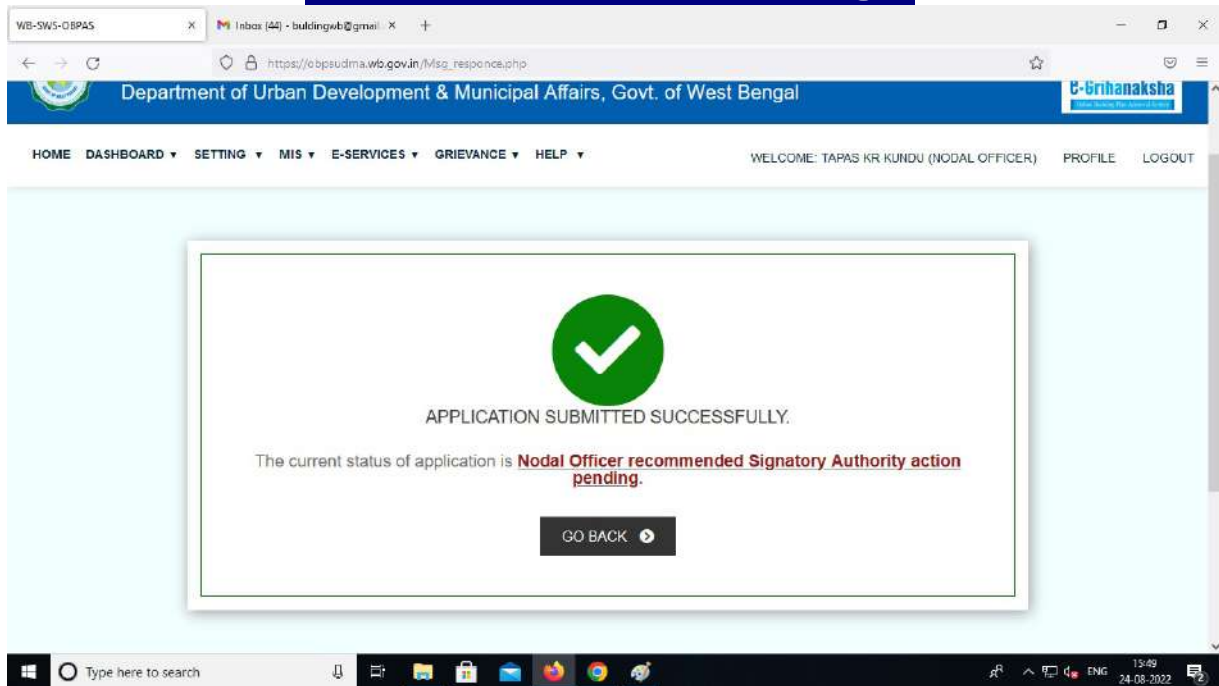 WB-SWS-OBPAS
Inbox (44) - buldingwb@gmail.
https://obpsudma.wb.gov.in/Msg_responce.php
Department of Urban Development & Municipal Affairs, Govt. of West Bengal
e-Grihanaksha
HOME DASHBOARD SETTING MIS E-SERVICES GRIEVANCE HELP WELCOME: TAPAS KR KUNDU (NODAL OFFICER) PROFILE LOGOUT
APPLICATION SUBMITTED SUCCESSFULLY.
The current status of application is Nodal Officer recommended Signatory Authority action
pending.
GO BACK
Type here to search
ENG
15:49
24-08-2022
2